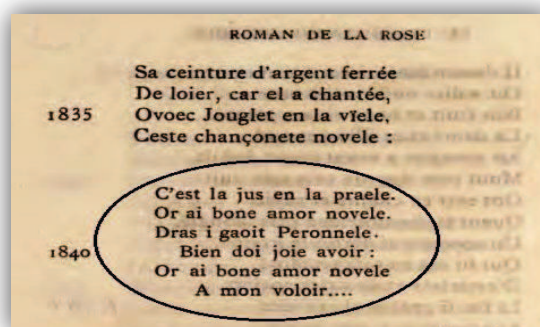 ROMAN DE LA ROSE
Sa ceinture d'argent ferrée
De loier, car el a chantée,
1835 Ovoec Jouglet en la vïele,
Ceste chançonete novele :
C'est la jus en la praele.
Or ai bone amor novele.
Dras i gaoit Peronnele.
1840 Bien doi joie avoir :
Or ai bone amor novele
A mon voloir....